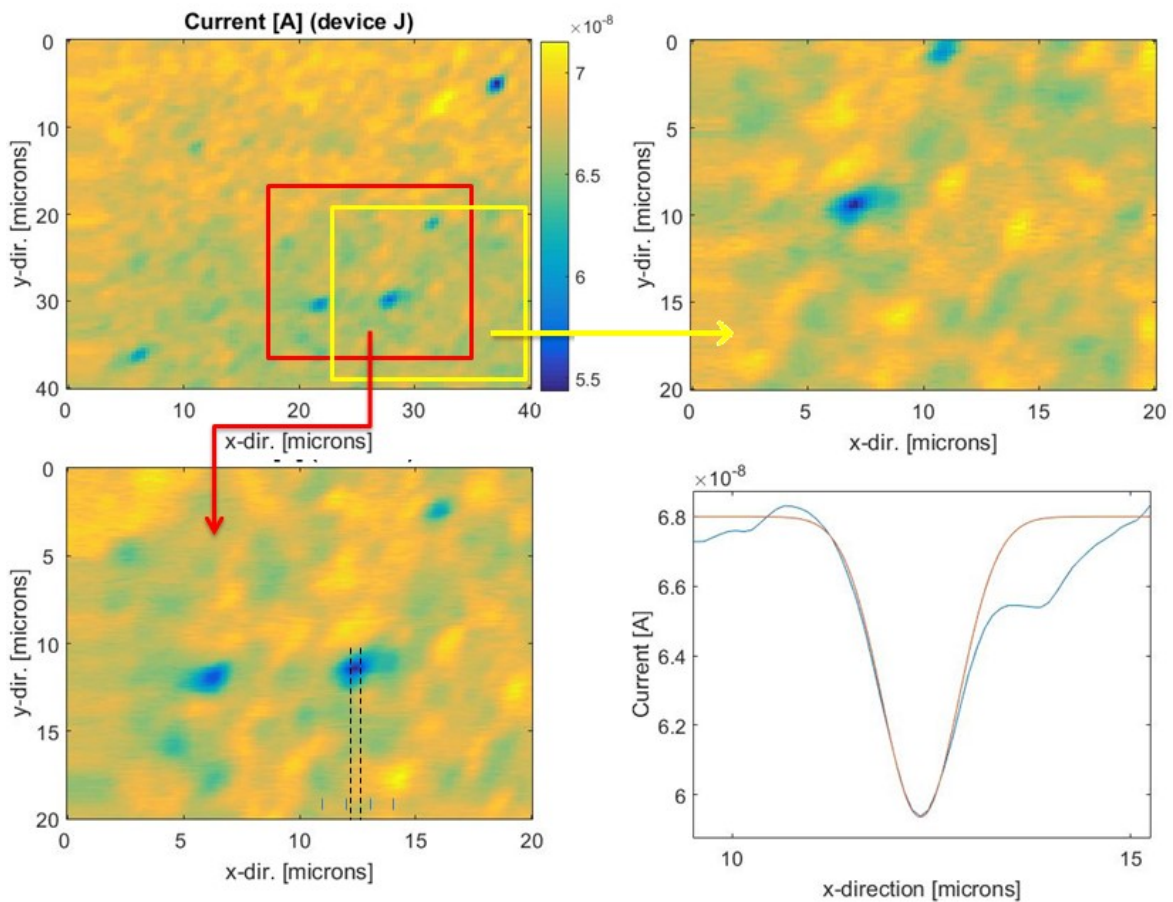 Current [A] (device J)
×10⁻⁸
0
10
20
30
40
y-dir. [microns]
0 10 20 30 40
x-dir. [microns]
7
6.5
6
5.5
0
5
10
15
20
y-dir. [microns]
0 5 10 15 20
x-dir. [microns]
0
5
10
15
20
y-dir. [microns]
0 5 10 15 20
x-dir. [microns]
×10⁻⁸
6.8
6.6
6.4
6.2
6
Current [A]
10 15
x-direction [microns]